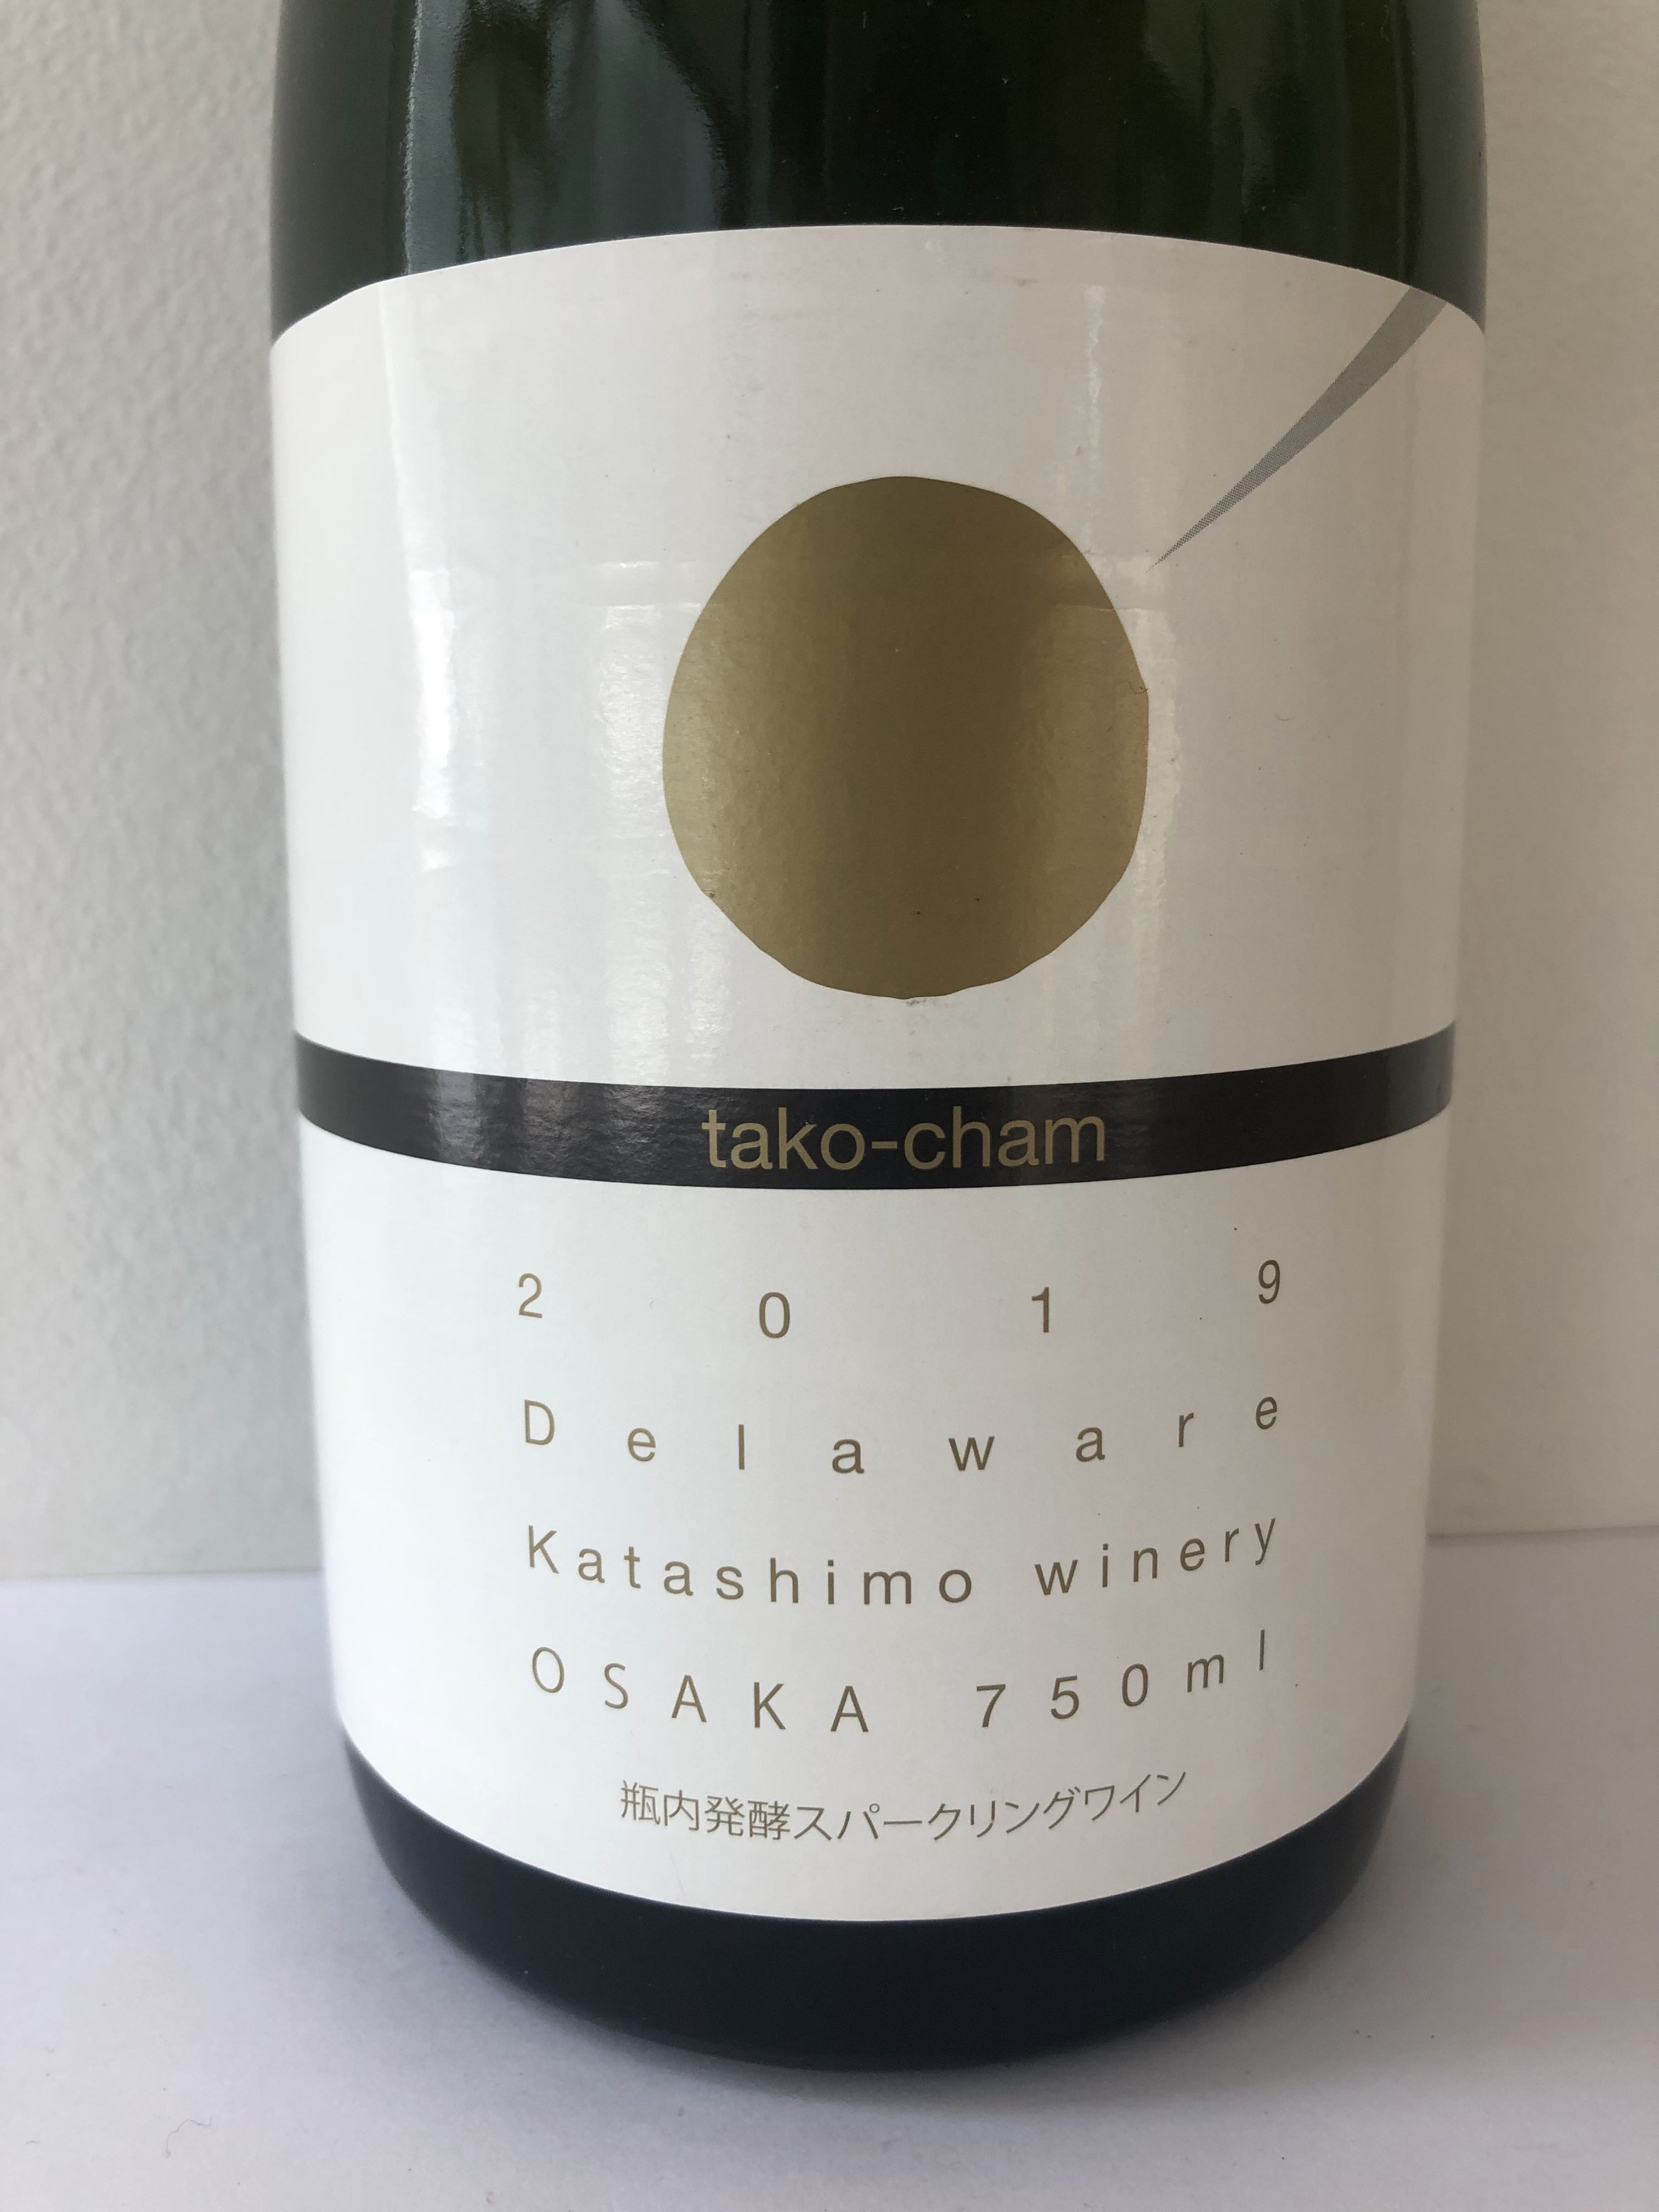 tako-cham
2019
Delaware
Katashimo winery
OSAKA 750ml
瓶内発酵スパークリングワイン